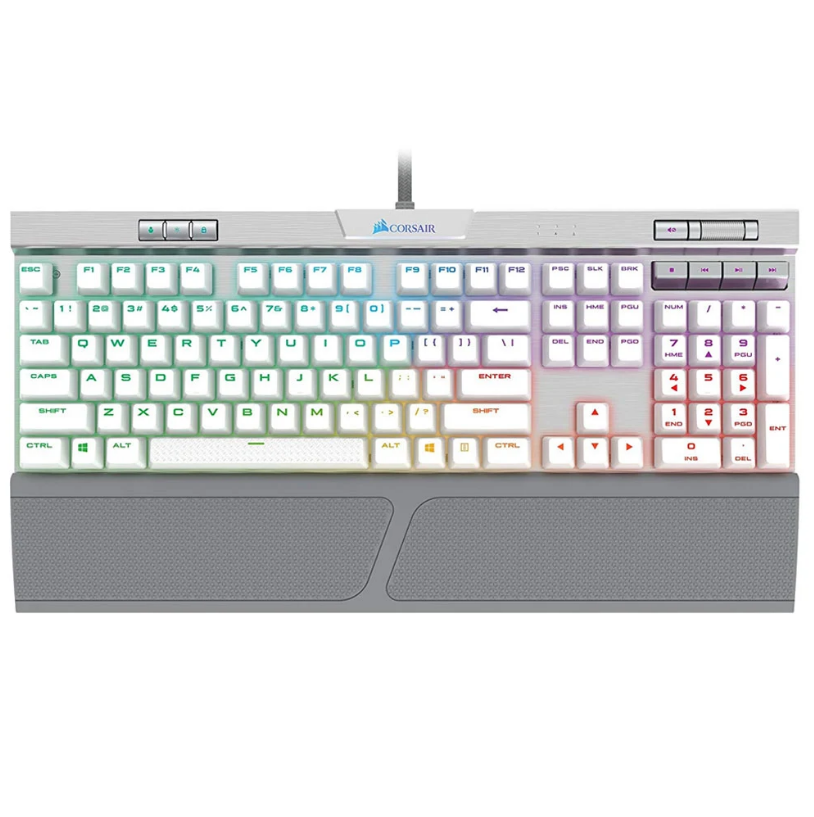 CORSAIR
ESC F1 F2 F3 F4 F5 F6 F7 F8 F9 F10 F11 F12 PSC SLK BRK
` ~ 1! 2@ 3# 4$ 5% 6^ 7& 8* 9( 0) - _ = + INS HME PGU NUM / * -
TAB Q W E R T Y U I O P [ { ] } \ | DEL END PGD 7 HME 8 9 PGU +
CAPS A S D F G H J K L ; : ' " ENTER 4 5 6
SHIFT Z X C V B N M , < . > / ? SHIFT 1 END 2 3 PGD ENT
CTRL ALT ALT CTRL 0 INS . DEL